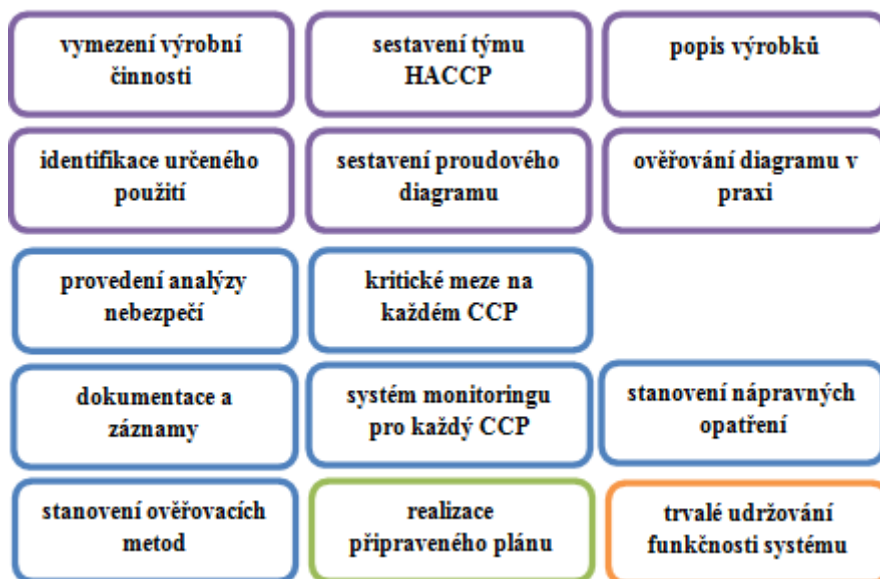 vymezení výrobní
činnosti
sestavení týmu
HACCP
popis výrobků
identifikace určeného
použití
sestavení proudového
diagramu
ověřování diagramu v
praxi
provedení analýzy
nebezpečí
kritické meze na
každém CCP
dokumentace a
záznamy
systém monitoringu
pro každý CCP
stanovení nápravných
opatření
stanovení ověřovacích
metod
realizace
připraveného plánu
trvalé udržování
funkčnosti systému